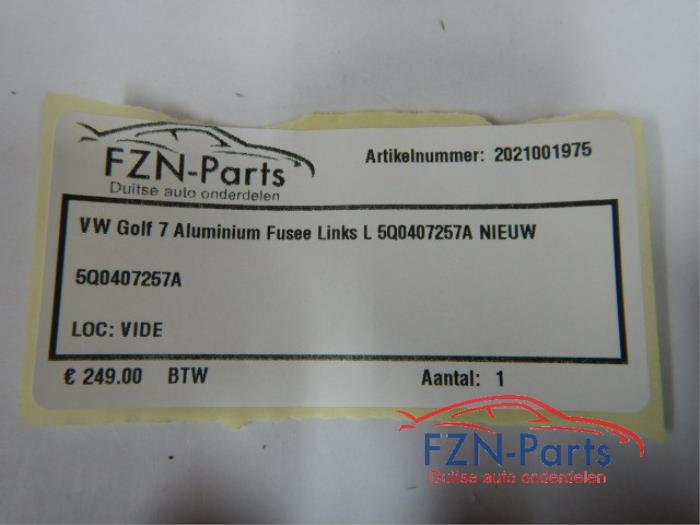 FZN-Parts
Duitse auto onderdelen
Artikelnummer: 2021001975
VW Golf 7 Aluminium Fusee Links L 5Q0407257A NIEUW
5Q0407257A
LOC: VIDE
€ 249.00 BTW
Aantal: 1
FZN-Parts
Duitse auto onderdelen